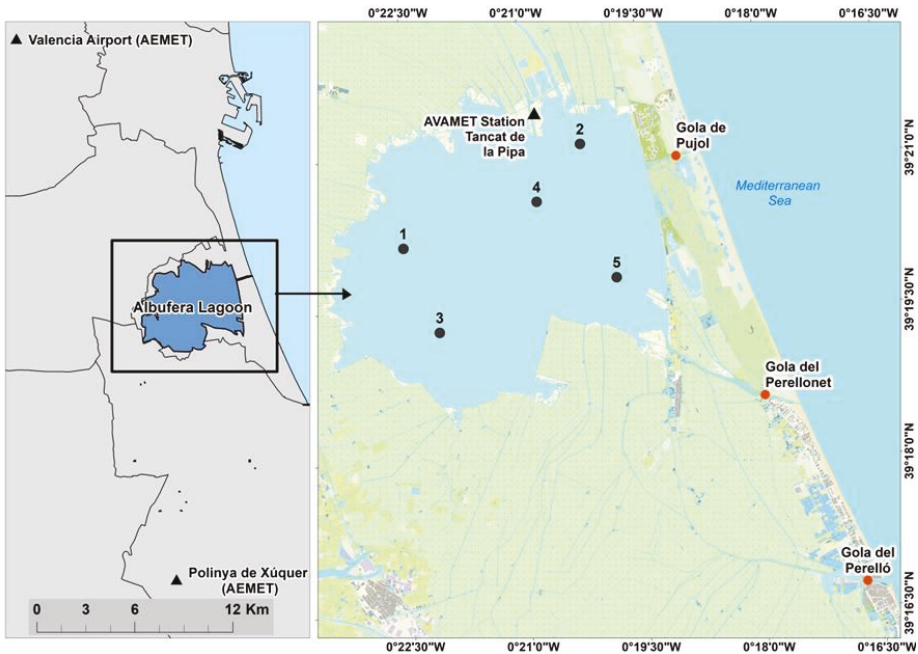 Valencia Airport (AEMET)
Albufera Lagoon
Polinya de Xúquer
(AEMET)
0 3 6 12 Km
0°22'30"W 0°21'0"W 0°19'30"W 0°18'0"W 0°16'30"W
AVAMET Station
Tancat de
la Pipa
2
Gola de
Pujol
4
Mediterranean
Sea
1
5
3
Gola del
Perellonet
Gola del
Perelló
39°21'0"N
39°19'30"N
39°18'0"N
39°16'30"N
0°22'30"W 0°21'0"W 0°19'30"W 0°18'0"W 0°16'30"W